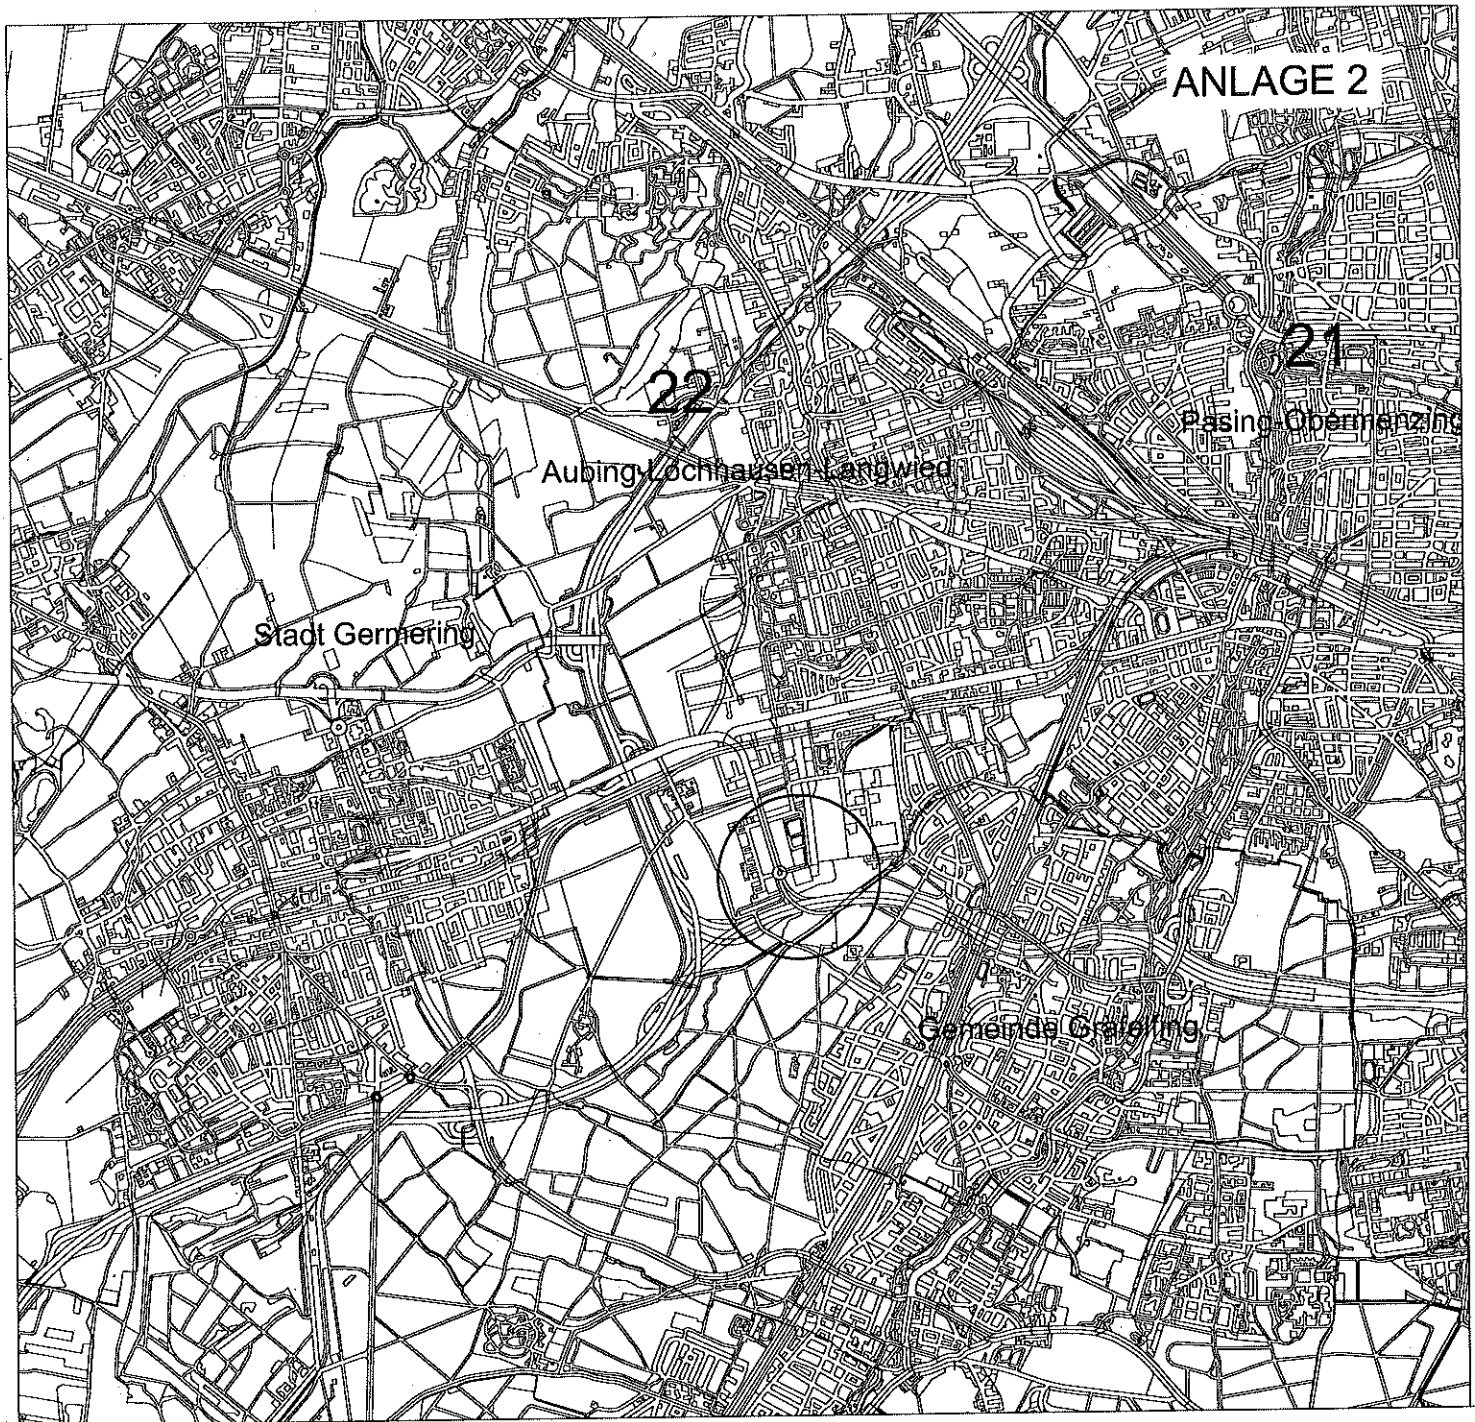 ANLAGE 2
21
22
Pasing-Obermenzing
Aubing-Lochhausen-Langwied
Stadt Germering
Gemeinde Gräfelfing